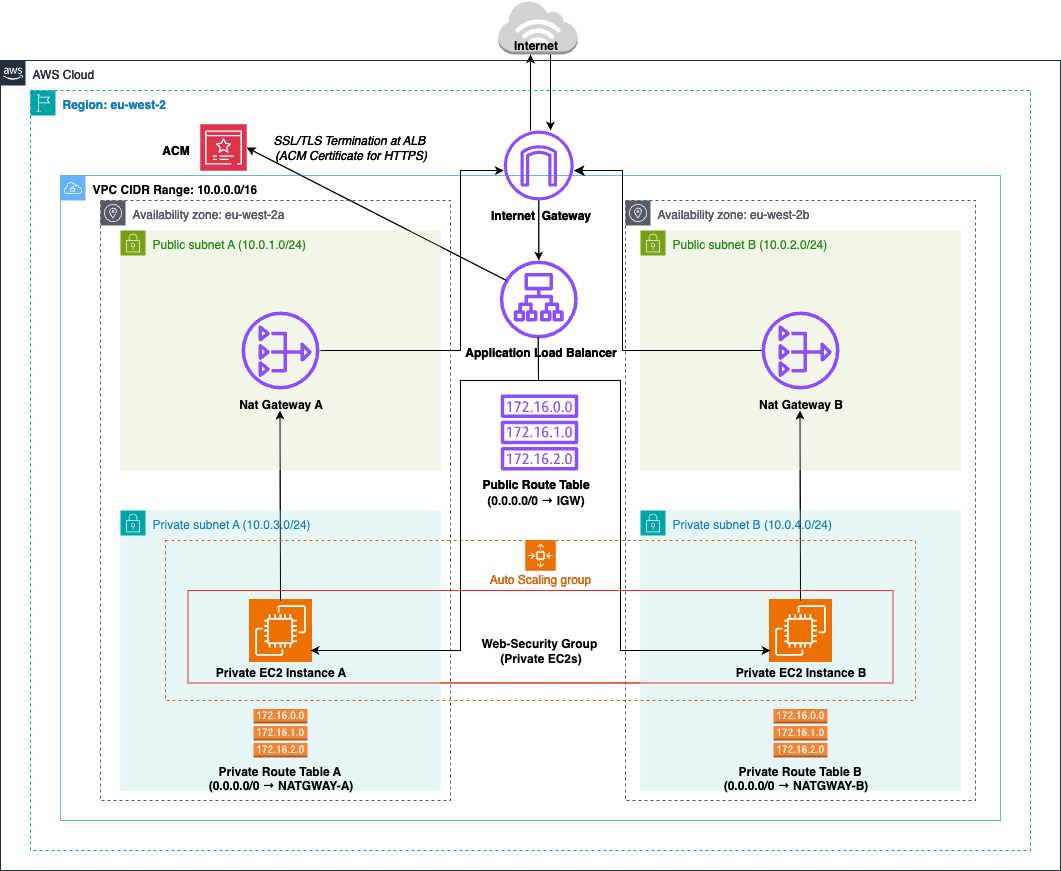 Internet
aws
AWS Cloud
Region: eu-west-2
ACM
SSL/TLS Termination at ALB
(ACM Certificate for HTTPS)
VPC CIDR Range: 10.0.0.0/16
Internet Gateway
Availability zone: eu-west-2a
Availability zone: eu-west-2b
Public subnet A (10.0.1.0/24)
Public subnet B (10.0.2.0/24)
Application Load Balancer
Nat Gateway A
Nat Gateway B
172.16.0.0
172.16.1.0
172.16.2.0
Public Route Table
(0.0.0.0/0 → IGW)
Private subnet A (10.0.3.0/24)
Private subnet B (10.0.4.0/24)
Auto Scaling group
Web-Security Group
(Private EC2s)
Private EC2 Instance A
Private EC2 Instance B
172.16.0.0
172.16.1.0
172.16.2.0
Private Route Table A
(0.0.0.0/0 → NATGWAY-A)
172.16.0.0
172.16.1.0
172.16.2.0
Private Route Table B
(0.0.0.0/0 → NATGWAY-B)